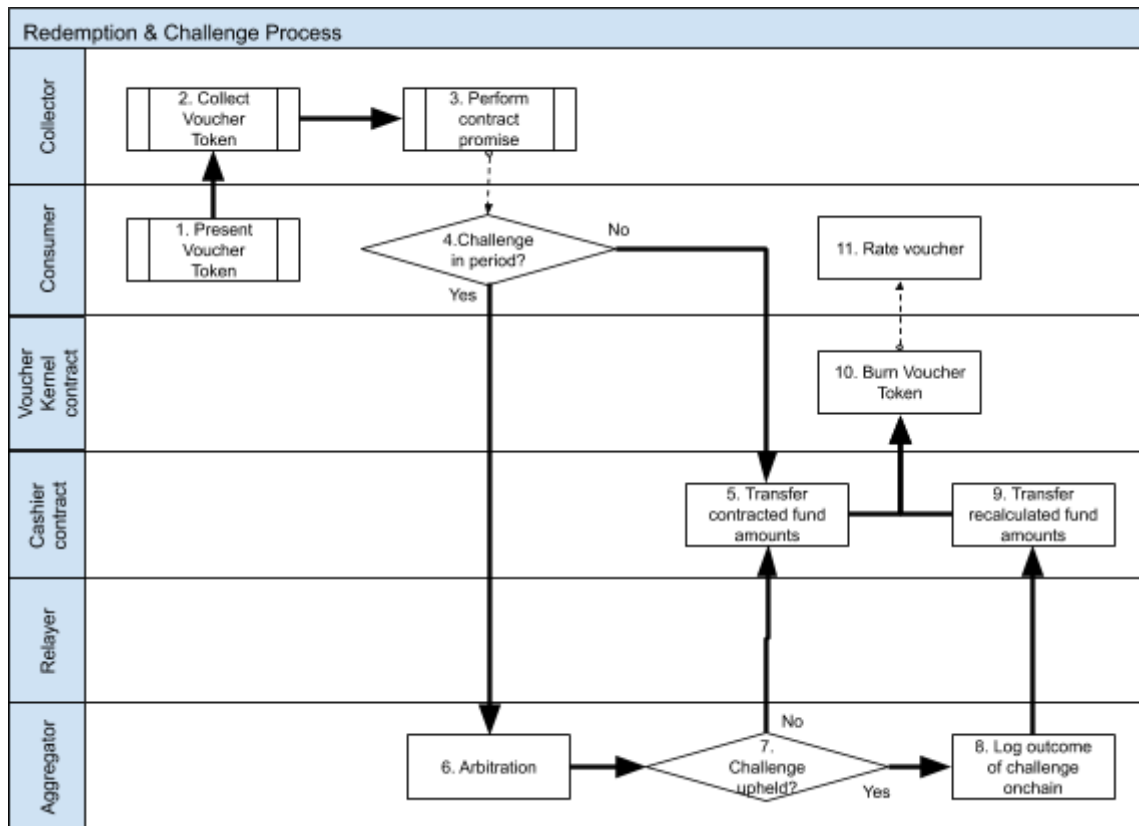 Redemption & Challenge Process
Collector
2. Collect
Voucher
Token
3. Perform
contract
promise
Consumer
1. Present
Voucher
Token
4.Challenge
in period?
No
Yes
11. Rate voucher
Voucher
Kernel
contract
10. Burn Voucher
Token
Cashier
contract
5. Transfer
contracted fund
amounts
9. Transfer
recalculated fund
amounts
Relayer
Aggregator
6. Arbitration
No
7.
Challenge
upheld?
Yes
8. Log outcome
of challenge
onchain